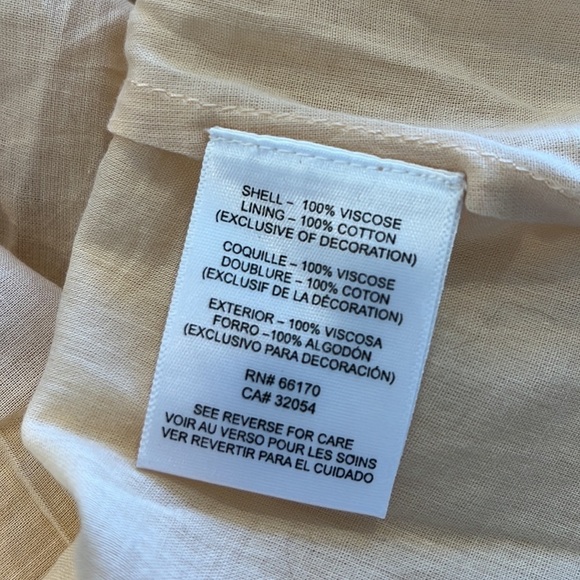 SHELL – 100% VISCOSE
LINING – 100% COTTON
(EXCLUSIVE OF DECORATION)
COQUILLE – 100% VISCOSE
DOUBLURE – 100% COTON
(EXCLUSIF DE LA DÉCORATION)
EXTERIOR –100% VISCOSA
FORRO –100% ALGODÓN
(EXCLUSIVO PARA DECORACIÓN)
RN# 66170
CA# 32054
SEE REVERSE FOR CARE
VOIR AU VERSO POUR LES SOINS
VER REVERTIR PARA EL CUIDADO